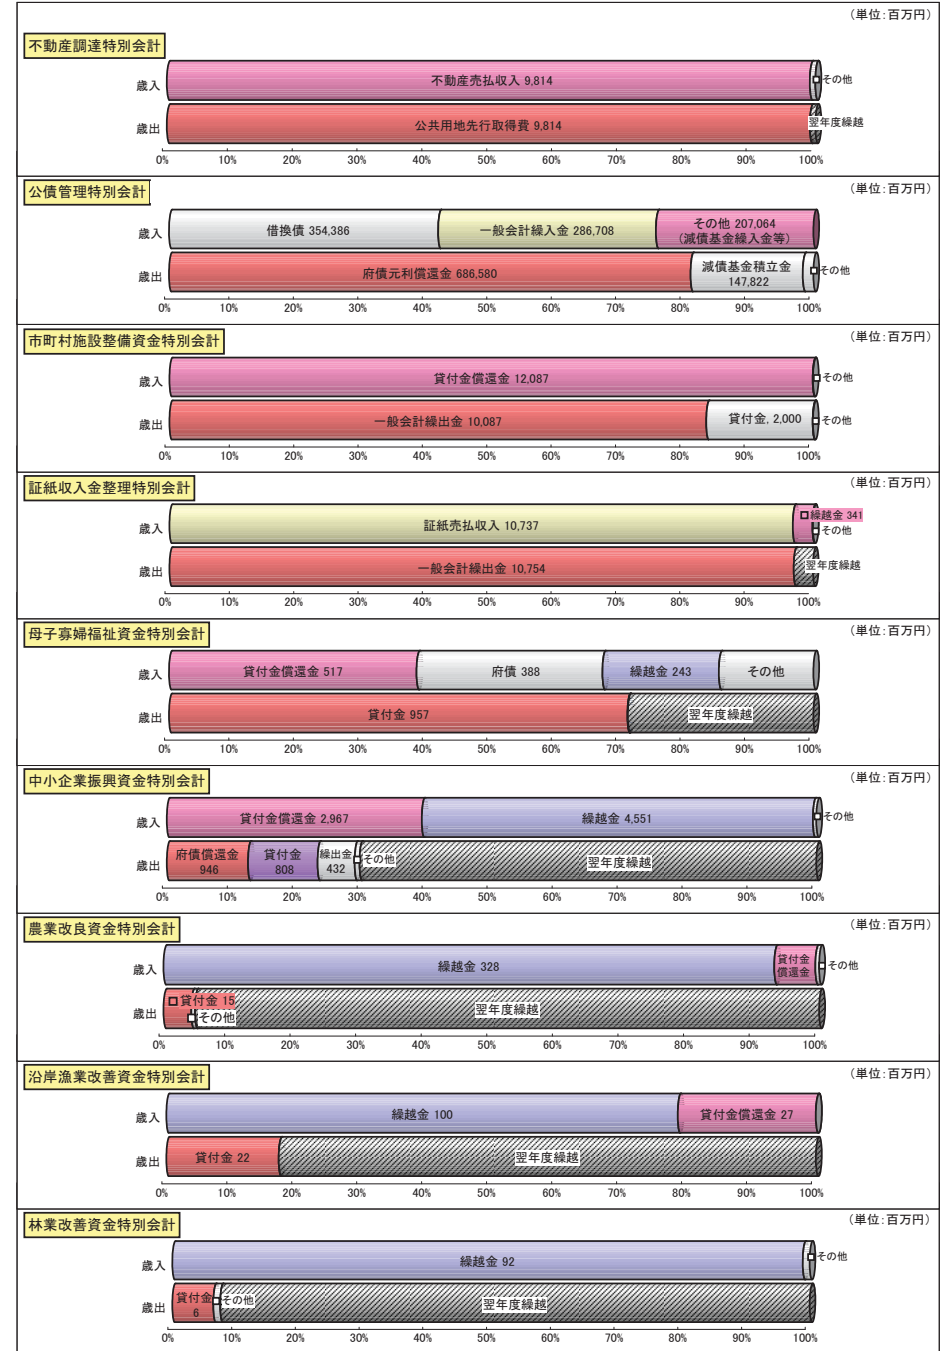 (単位:百万円)
不動産調達特別会計
歳入
不動産売払収入 9,814
その他
歳出
公共用地先行取得費 9,814
翌年度繰越
0% 10% 20% 30% 40% 50% 60% 70% 80% 90% 100%
(単位:百万円)
公債管理特別会計
歳入
借換債 354,386
一般会計繰入金 286,708
その他 207,064
(減債基金繰入金等)
歳出
府債元利償還金 686,580
減債基金積立金
147,822
その他
0% 10% 20% 30% 40% 50% 60% 70% 80% 90% 100%
(単位:百万円)
市町村施設整備資金特別会計
歳入
貸付金償還金 12,087
その他
歳出
一般会計繰出金 10,087
貸付金, 2,000
その他
0% 10% 20% 30% 40% 50% 60% 70% 80% 90% 100%
(単位:百万円)
証紙収入金整理特別会計
歳入
証紙売払収入 10,737
繰越金 341
その他
歳出
一般会計繰出金 10,754
翌年度繰越
0% 10% 20% 30% 40% 50% 60% 70% 80% 90% 100%
(単位:百万円)
母子寡婦福祉資金特別会計
歳入
貸付金償還金 517
府債 388
繰越金 243
その他
歳出
貸付金 957
翌年度繰越
0% 10% 20% 30% 40% 50% 60% 70% 80% 90% 100%
(単位:百万円)
中小企業振興資金特別会計
歳入
貸付金償還金 2,967
繰越金 4,551
その他
歳出
府債償還金
946
貸付金
808
繰出金
432
その他
翌年度繰越
0% 10% 20% 30% 40% 50% 60% 70% 80% 90% 100%
(単位:百万円)
農業改良資金特別会計
歳入
繰越金 328
貸付金
償還金
その他
歳出
貸付金 15
その他
翌年度繰越
0% 10% 20% 30% 40% 50% 60% 70% 80% 90% 100%
(単位:百万円)
沿岸漁業改善資金特別会計
歳入
繰越金 100
貸付金償還金 27
歳出
貸付金 22
翌年度繰越
0% 10% 20% 30% 40% 50% 60% 70% 80% 90% 100%
(単位:百万円)
林業改善資金特別会計
歳入
繰越金 92
その他
歳出
貸付金
6
その他
翌年度繰越
0% 10% 20% 30% 40% 50% 60% 70% 80% 90% 100%